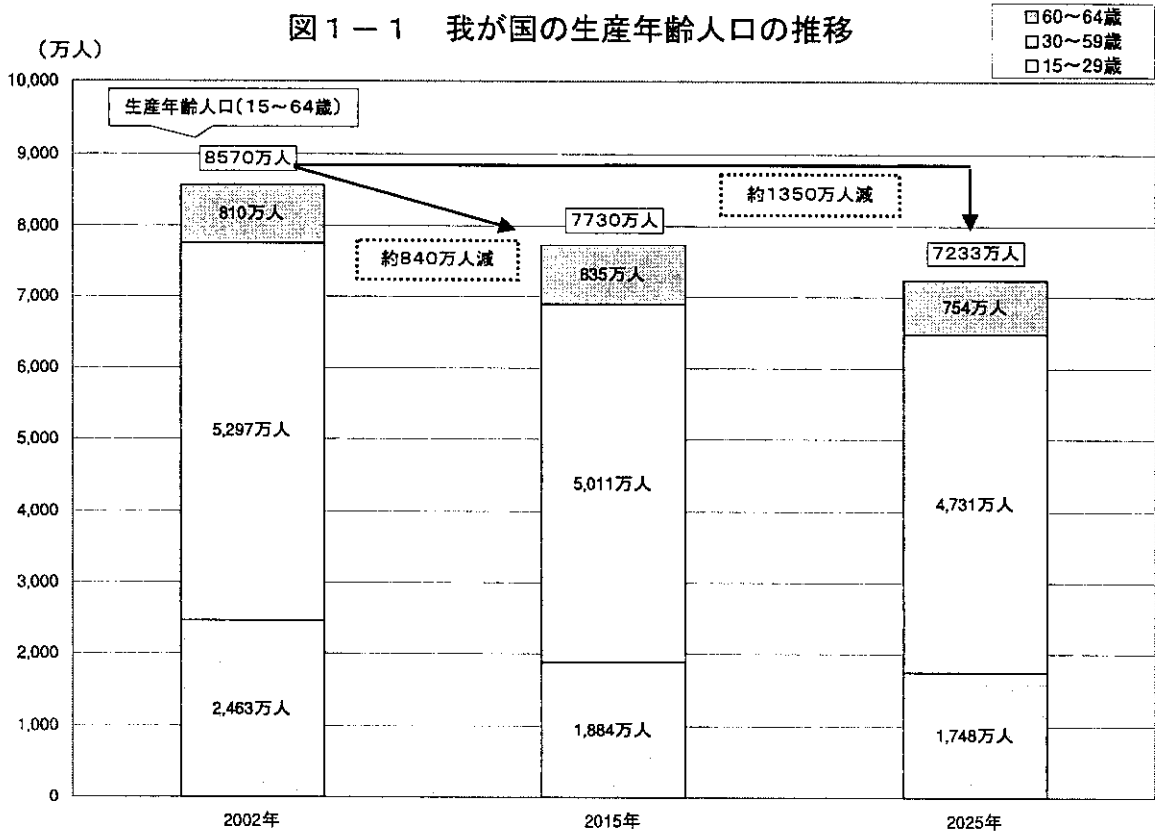 図1-1 我が国の生産年齢人口の推移
□60~64歳
□30~59歳
□15~29歳
(万人)
10,000
9,000
8,000
7,000
6,000
5,000
4,000
3,000
2,000
1,000
0
生産年齢人口(15~64歳)
8570万人
約1350万人減
7730万人
約840万人減
7233万人
810万人
835万人
754万人
5,297万人
5,011万人
4,731万人
2,463万人
1,884万人
1,748万人
2002年
2015年
2025年